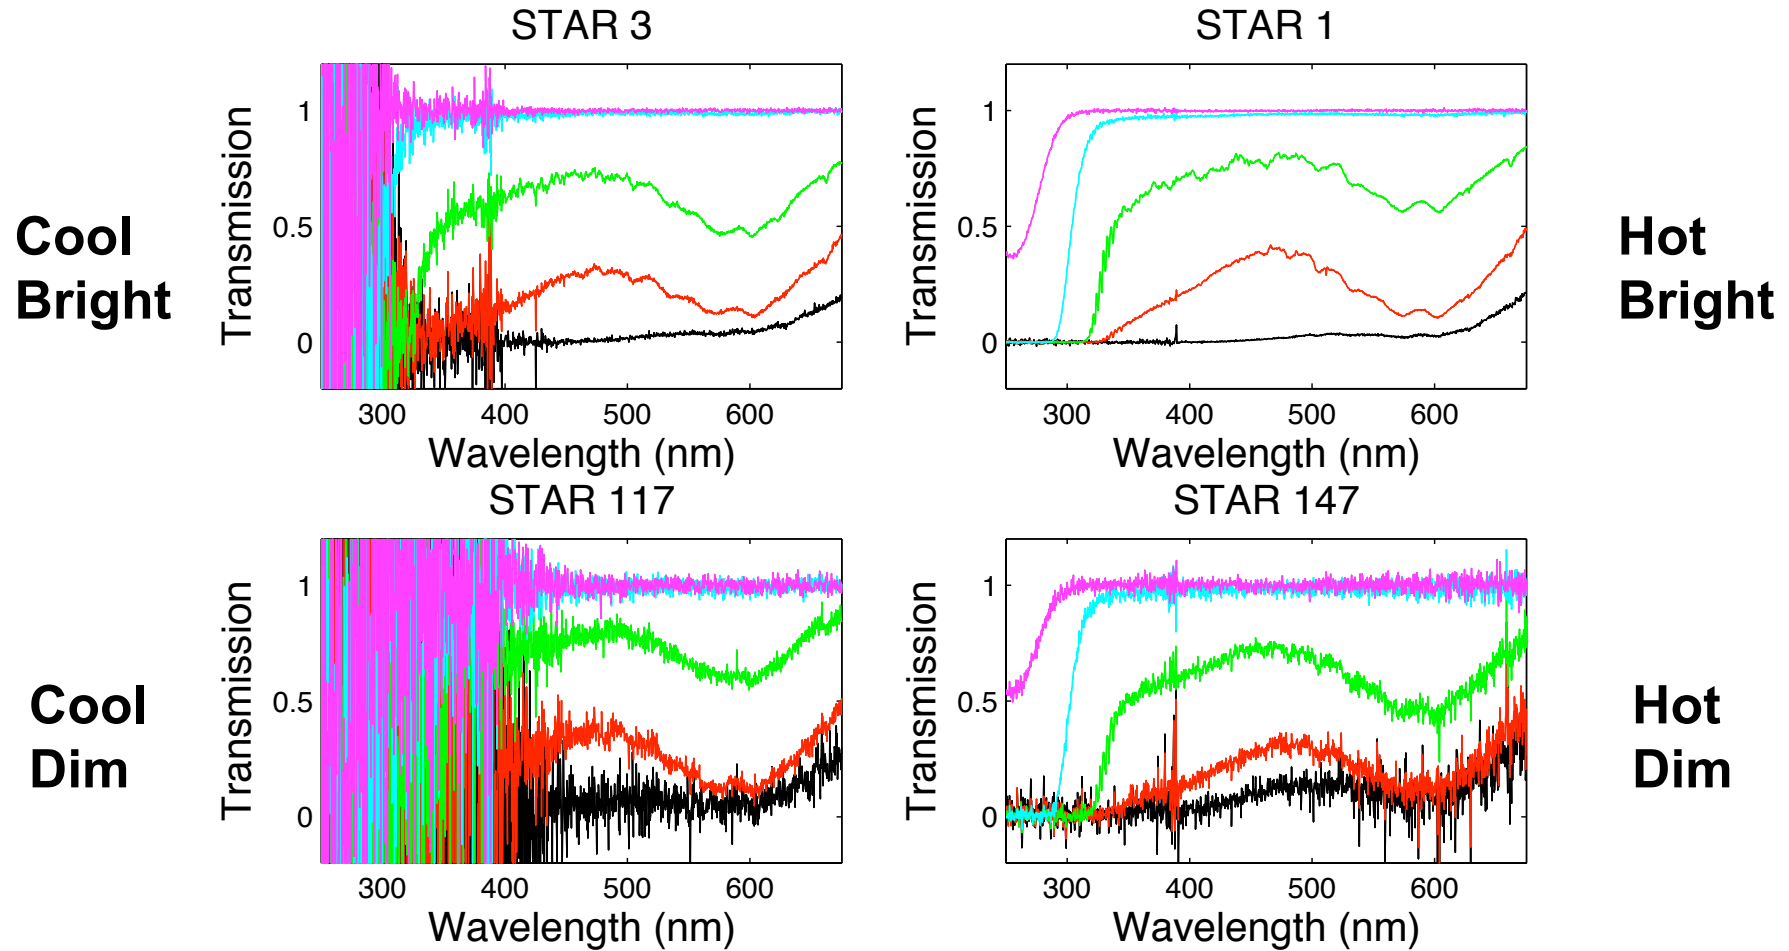 STAR 3
Transmission
1
0.5
0
300 400 500 600
Wavelength (nm)
Cool
Bright
STAR 1
Transmission
1
0.5
0
300 400 500 600
Wavelength (nm)
Hot
Bright
STAR 117
Transmission
1
0.5
0
300 400 500 600
Wavelength (nm)
Cool
Dim
STAR 147
Transmission
1
0.5
0
300 400 500 600
Wavelength (nm)
Hot
Dim